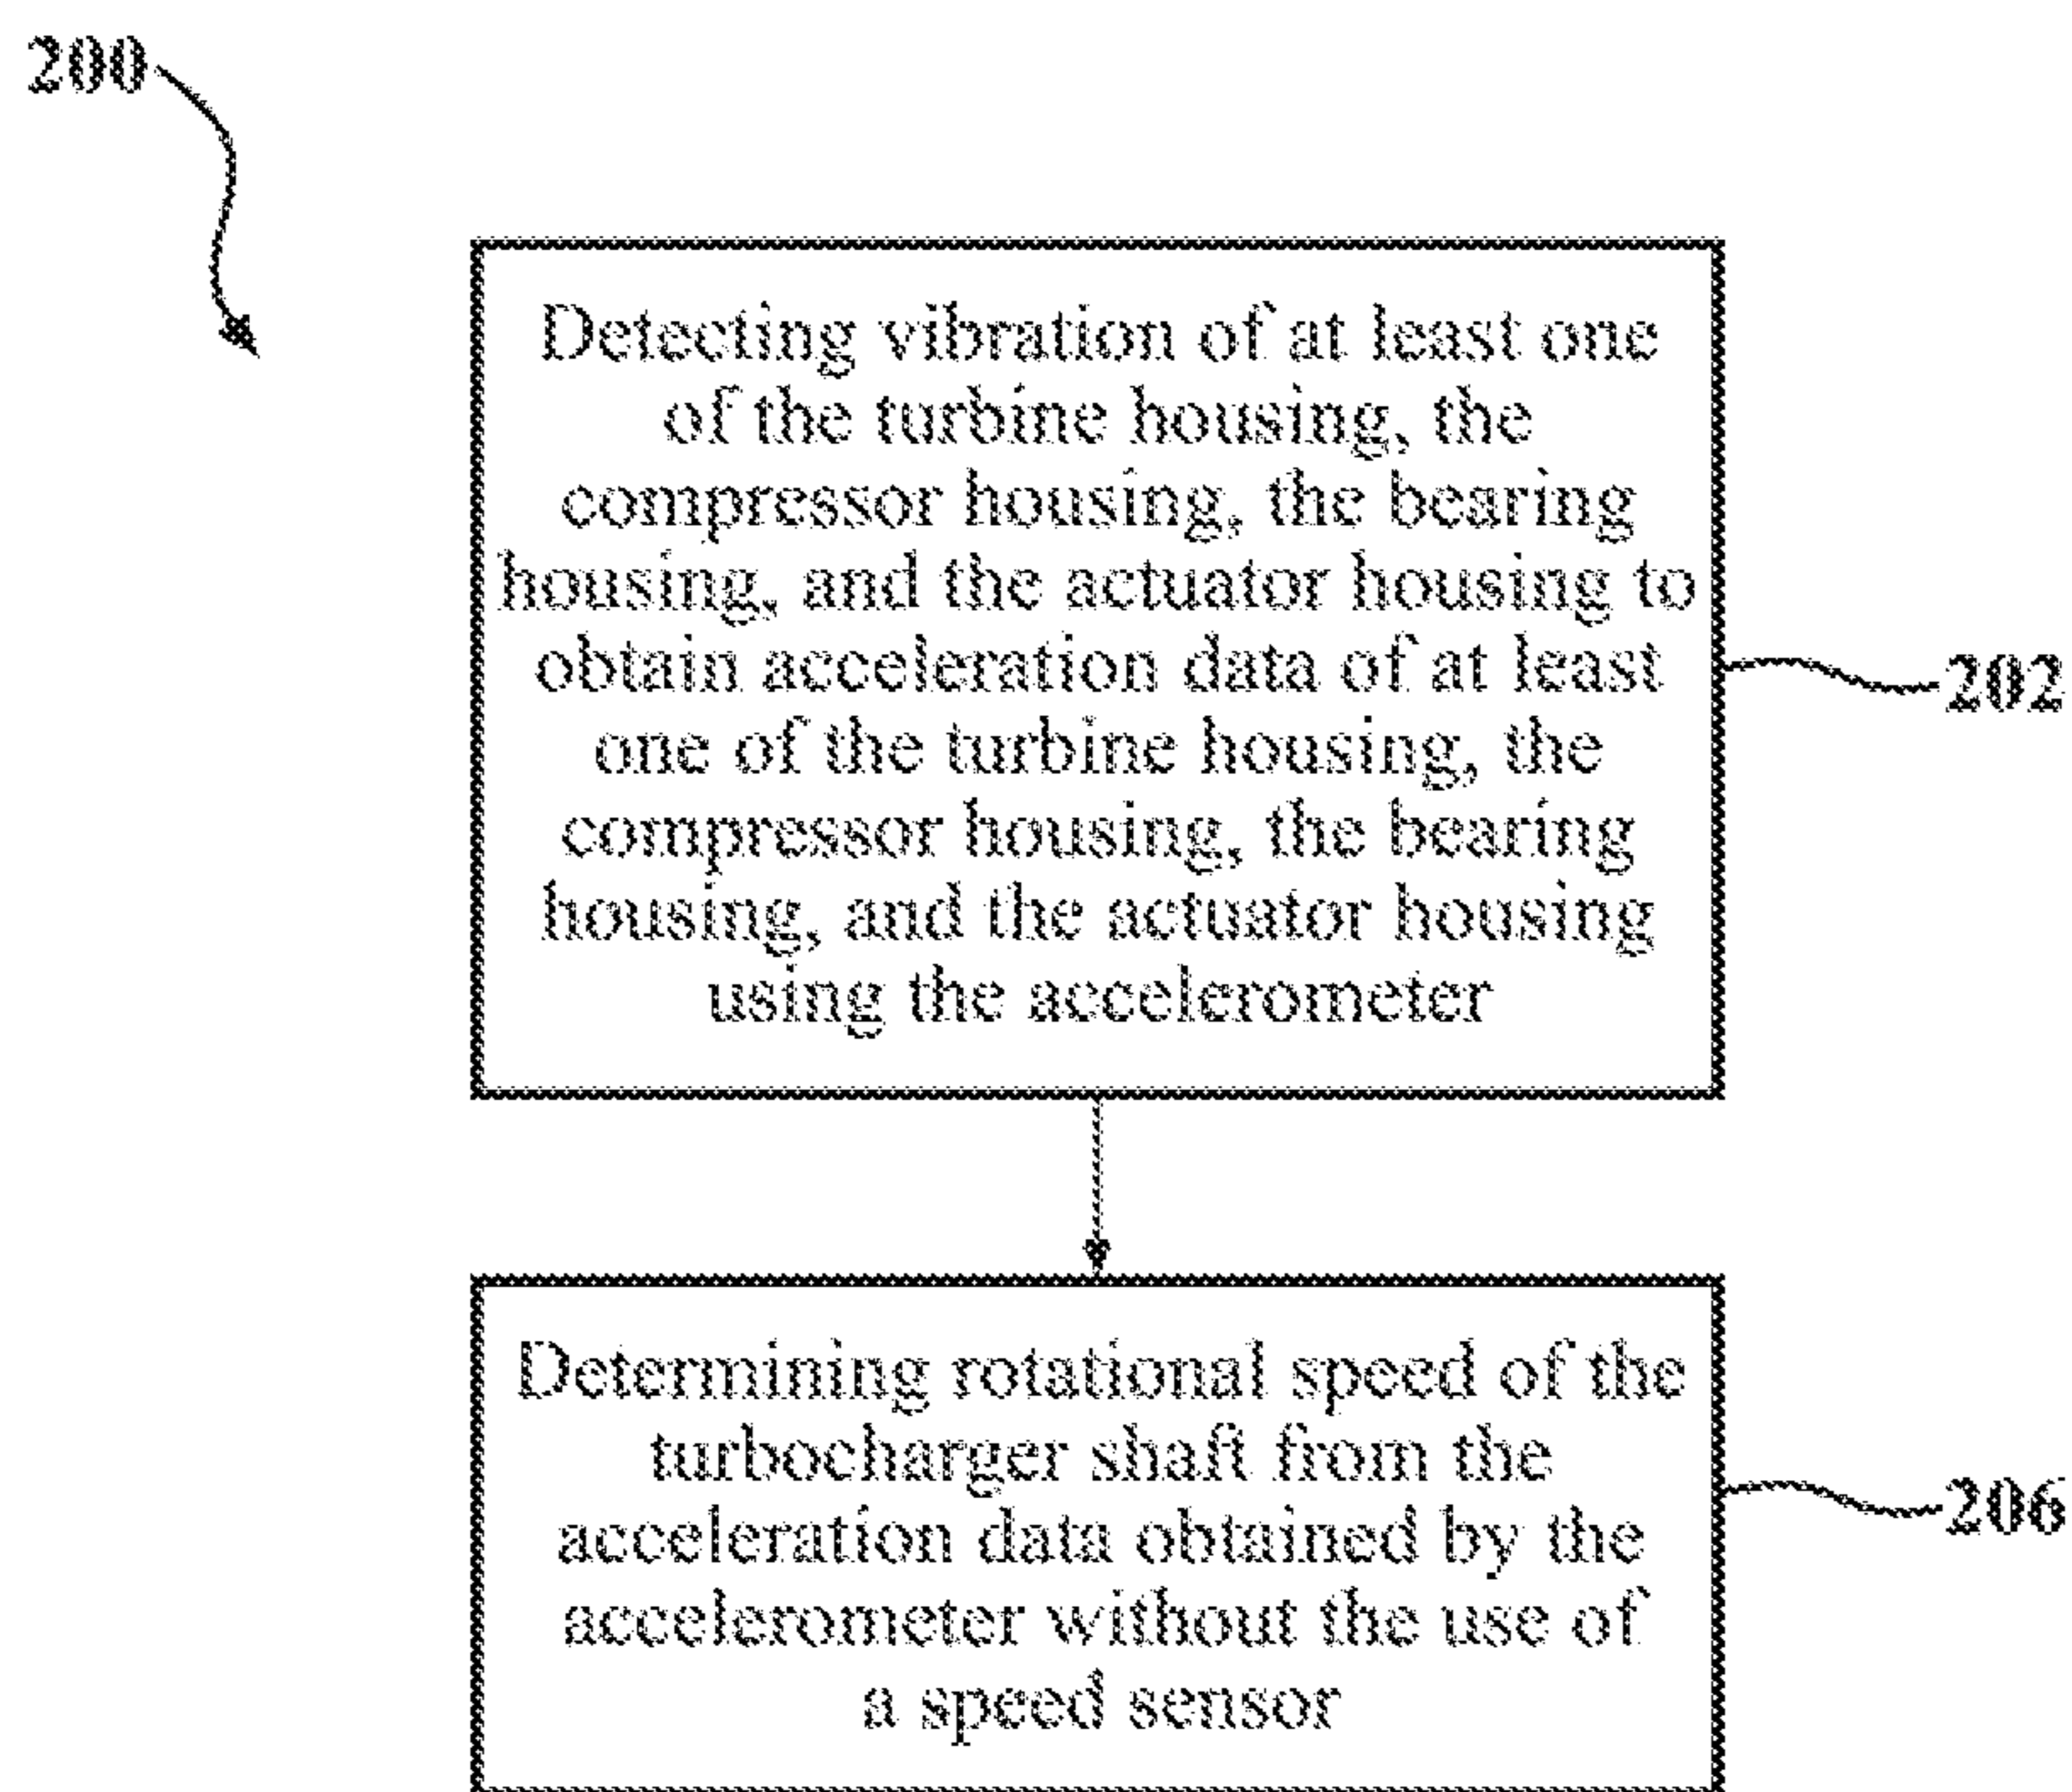 200
Detecting vibration of at least one
of the turbine housing, the
compressor housing, the bearing
housing, and the actuator housing to
obtain acceleration data of at least
one of the turbine housing, the
compressor housing, the bearing
housing, and the actuator housing
using the accelerometer
202
Determining rotational speed of the
turbocharger shaft from the
acceleration data obtained by the
accelerometer without the use of
a speed sensor
206